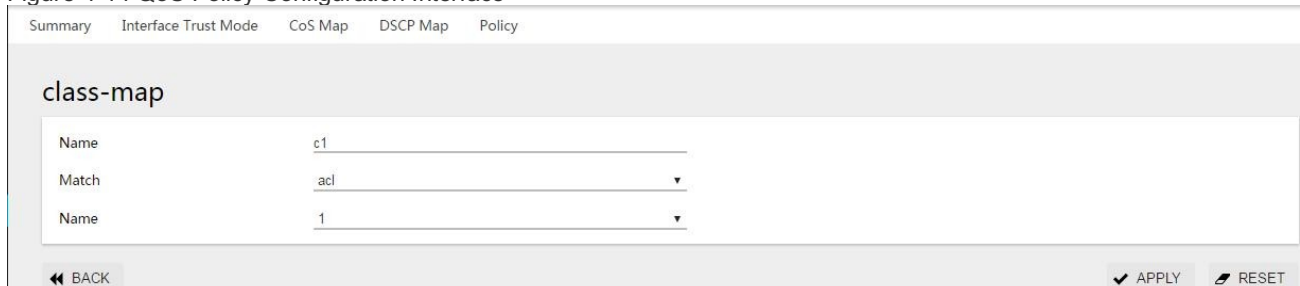 Summary Interface Trust Mode CoS Map DSCP Map Policy
class-map
Name c1
Match acl
Name 1
BACK APPLY RESET